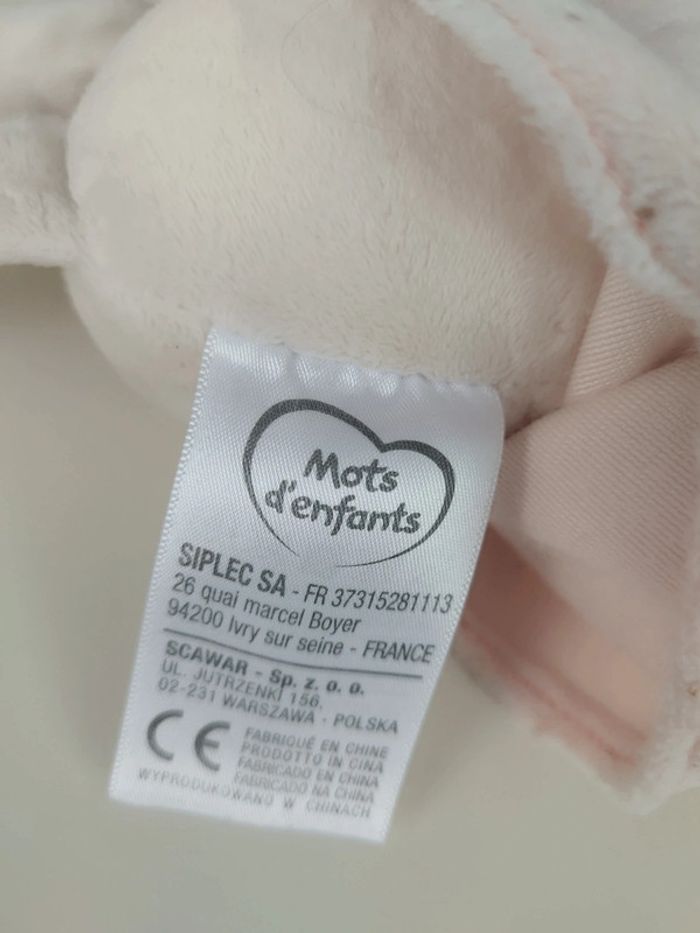 Mots
d'enfants
SIPLEC SA - FR 37315281113
26 quai marcel Boyer
94200 Ivry sur seine - FRANCE
SCAWAR - Sp. z. o. o.
UL. JUTRZENKI 156.
02-231 WARSZAWA - POLSKA
CE
FABRIQUÉ EN CHINE
PRODOTTO IN CINA
FABRICADO EN CHINA
FABRICADO NA CHINA
WYPRODUKOWANO W CHINACH